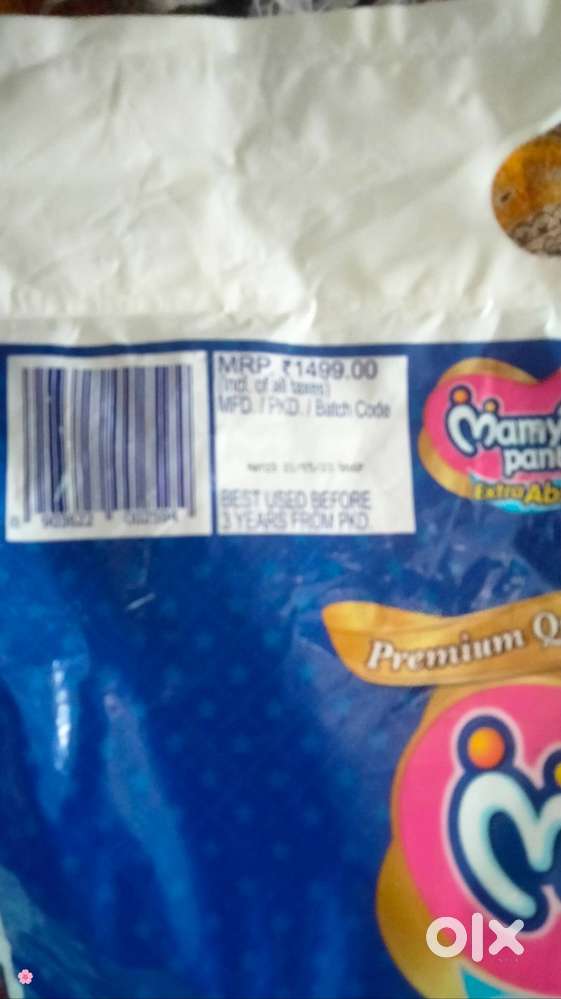 MRP ₹1499.00
(incl. of all taxes)
MFD. / PKD. / Batch Code
BEST USED BEFORE
3 YEARS FROM PKD.
Mamy
pan
Extra Ab
Premium Q
olx